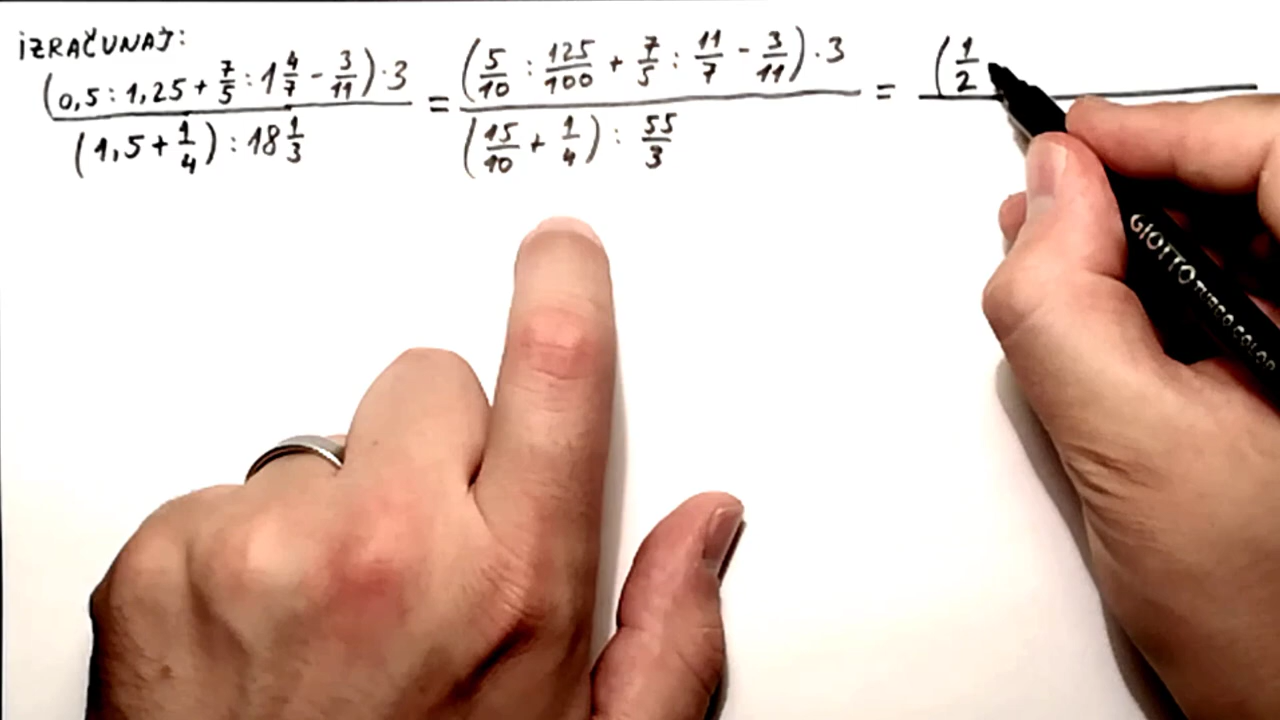 iZRAČUNAJ:
(0,5 : 1,25 + 7/5 : 1 4/7 - 3/11) · 3 / (1,5 + 1/4) : 18 1/3 = (5/10 : 125/100 + 7/5 : 11/7 - 3/11) · 3 / (15/10 + 1/4) : 55/3 = (1/2
GIOTTO TURBO COLOR